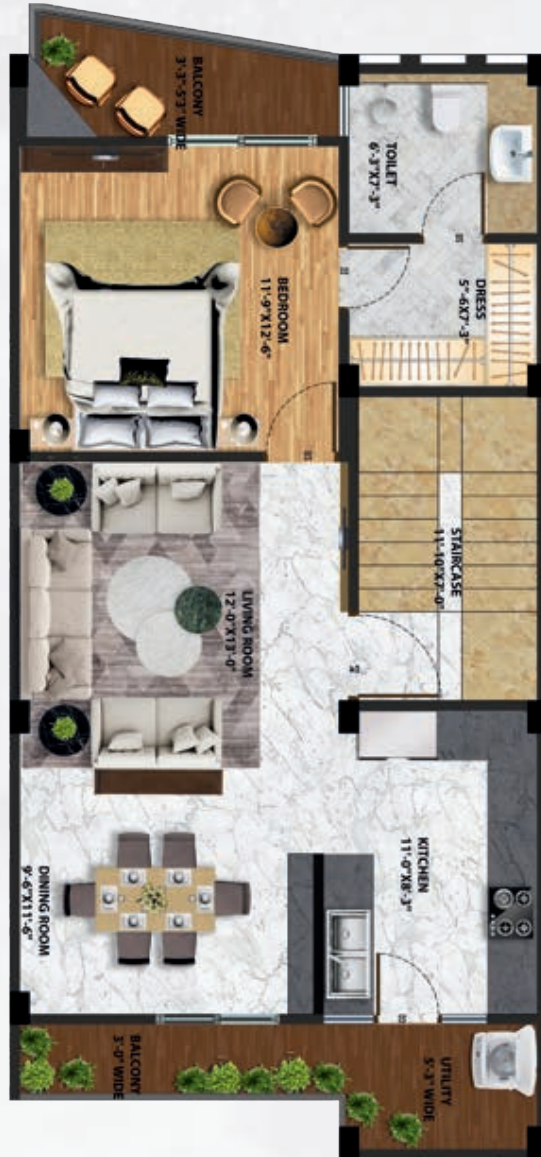 BALCONY
3'-3"-5'3" WIDE
TOILET
6'-3"X7'-3"
DRESS
5"-6X7'-3"
BEDROOM
11'-9"X12'-6"
STAIRCASE
11'-10"X7'-0"
LIVING ROOM
12'-0"X13'-0"
KITCHEN
11'-0"X8'-3"
DINING ROOM
9'-6"X11'-6"
BALCONY
3'-0" WIDE
UTILITY
5'-3" WIDE